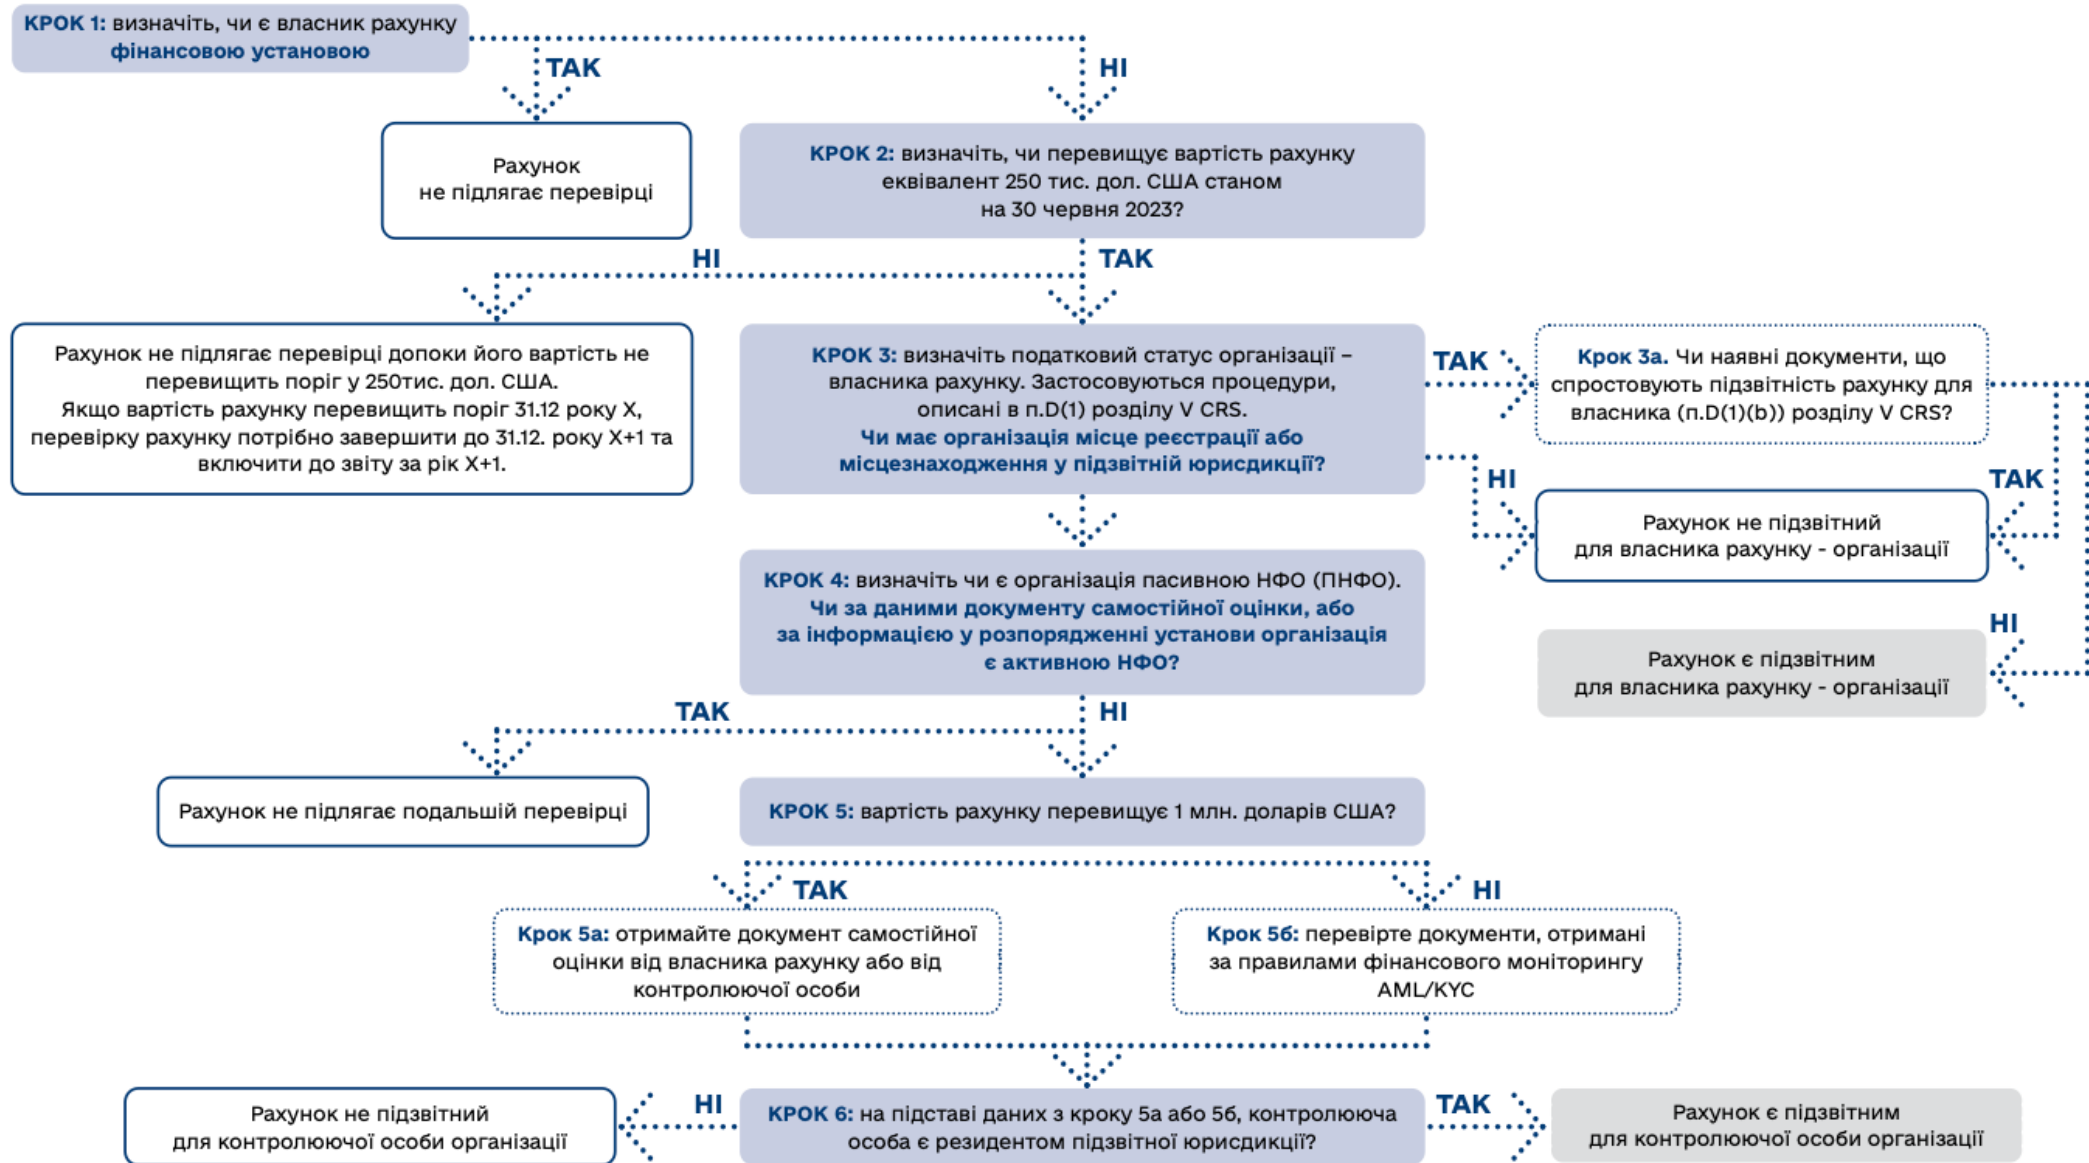 КРОК 1: визначіть, чи є власник рахунку
фінансовою установою
ТАК
НІ
Рахунок
не підлягає перевірці
КРОК 2: визначіть, чи перевищує вартість рахунку
еквівалент 250 тис. дол. США станом
на 30 червня 2023?
НІ
ТАК
Рахунок не підлягає перевірці допоки його вартість не
перевищить поріг у 250тис. дол. США.
Якщо вартість рахунку перевищить поріг 31.12 року X,
перевірку рахунку потрібно завершити до 31.12. року X+1 та
включити до звіту за рік X+1.
КРОК 3: визначіть податковий статус організації –
власника рахунку. Застосовуються процедури,
описані в п.D(1) розділу V CRS.
Чи має організація місце реєстрації або
місцезнаходження у підзвітній юрисдикції?
ТАК
Крок 3а. Чи наявні документи, що
спростовують підзвітність рахунку для
власника (п.D(1)(b)) розділу V CRS?
НІ
ТАК
Рахунок не підзвітний
для власника рахунку - організації
НІ
Рахунок є підзвітним
для власника рахунку - організації
КРОК 4: визначіть чи є організація пасивною НФО (ПНФО).
Чи за даними документу самостійної оцінки, або
за інформацією у розпорядженні установи організація
є активною НФО?
ТАК
НІ
Рахунок не підлягає подальшій перевірці
КРОК 5: вартість рахунку перевищує 1 млн. доларів США?
ТАК
НІ
Крок 5а: отримайте документ самостійної
оцінки від власника рахунку або від
контролюючої особи
Крок 5б: перевірте документи, отримані
за правилами фінансового моніторингу
AML/KYC
Рахунок не підзвітний
для контролюючої особи організації
НІ
КРОК 6: на підставі даних з кроку 5а або 5б, контролююча
особа є резидентом підзвітної юрисдикції?
ТАК
Рахунок є підзвітним
для контролюючої особи організації